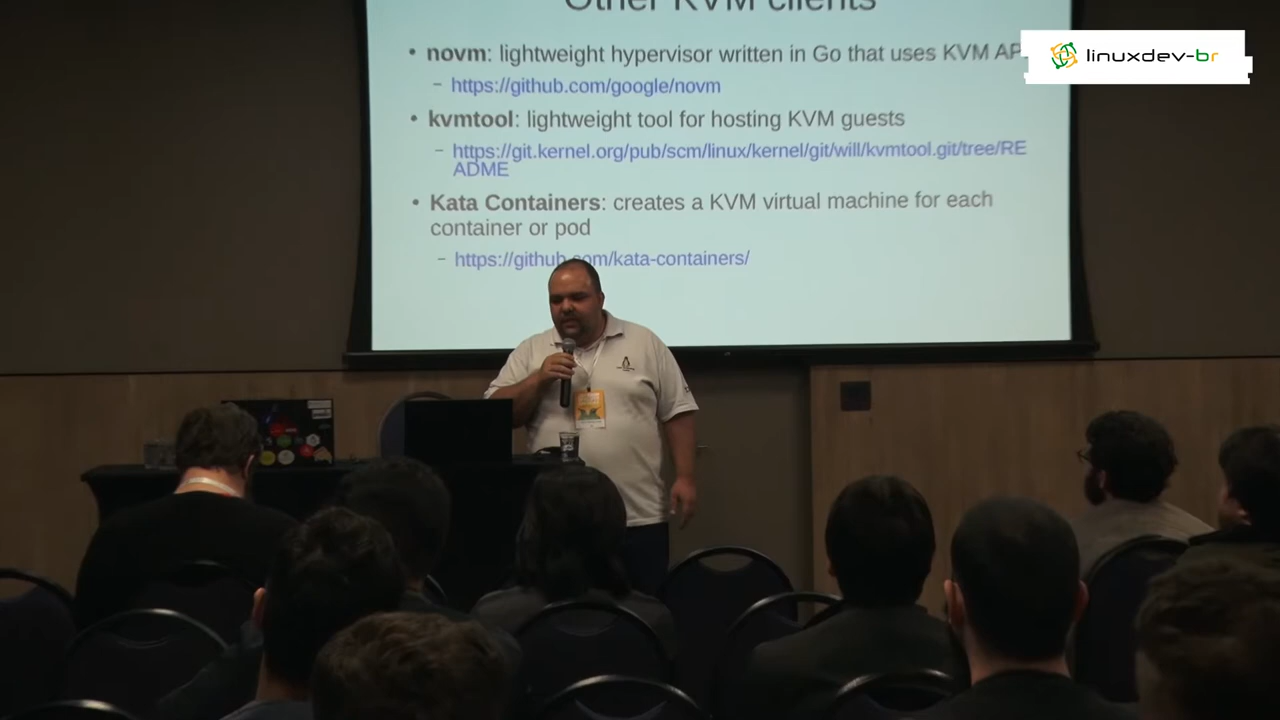 Other KVM clients
• novm: lightweight hypervisor written in Go that uses KVM AP
– https://github.com/google/novm
• kvmtool: lightweight tool for hosting KVM guests
– https://git.kernel.org/pub/scm/linux/kernel/git/will/kvmtool.git/tree/RE
ADME
• Kata Containers: creates a KVM virtual machine for each
container or pod
– https://github.com/kata-containers/
linuxdev-br